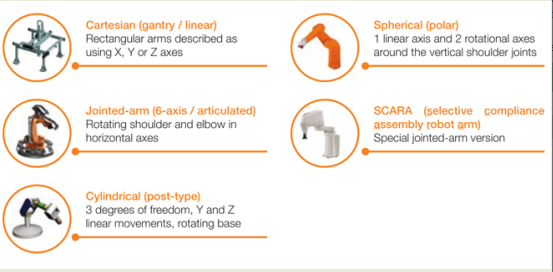 Cartesian (gantry / linear)
Rectangular arms described as
using X, Y or Z axes
Jointed-arm (6-axis / articulated)
Rotating shoulder and elbow in
horizontal axes
Cylindrical (post-type)
3 degrees of freedom, Y and Z
linear movements, rotating base
Spherical (polar)
1 linear axis and 2 rotational axes
around the vertical shoulder joints
SCARA (selective compliance
assembly robot arm)
Special jointed-arm version